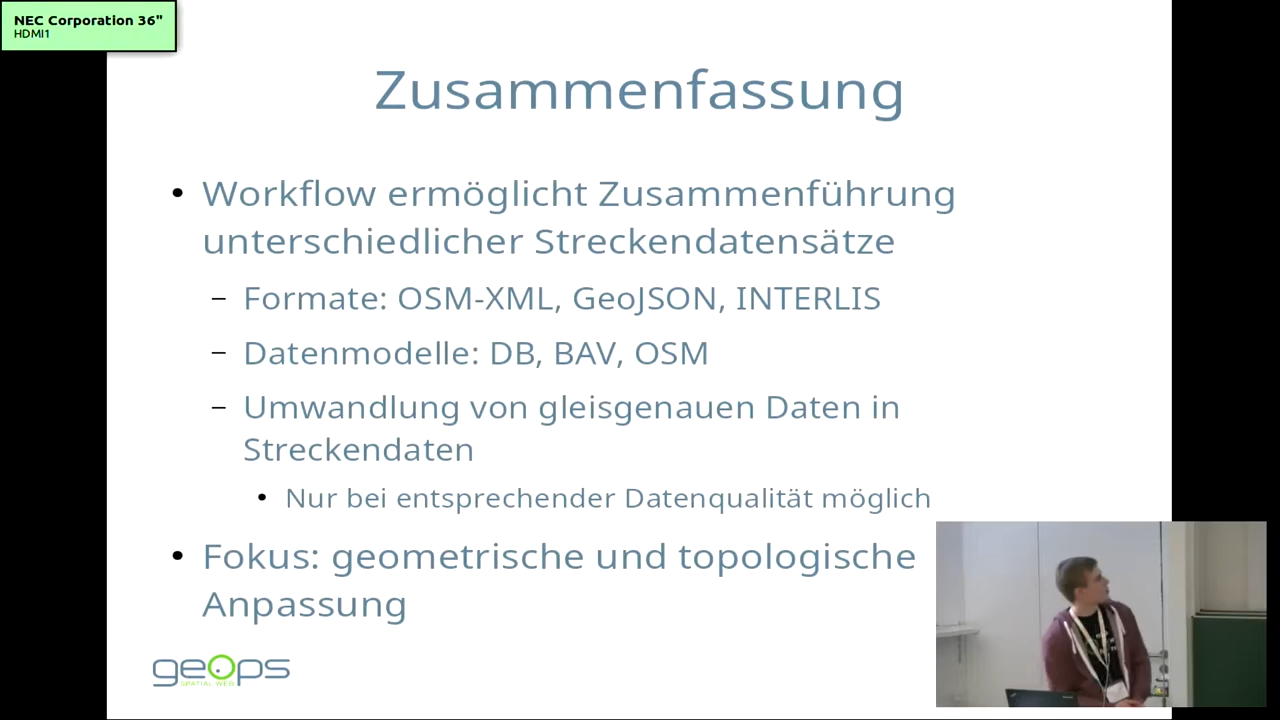 NEC Corporation 36"
HDMI1
Zusammenfassung
• Workflow ermöglicht Zusammenführung
unterschiedlicher Streckendatensätze
– Formate: OSM-XML, GeoJSON, INTERLIS
– Datenmodelle: DB, BAV, OSM
– Umwandlung von gleisgenauen Daten in
Streckendaten
• Nur bei entsprechender Datenqualität möglich
• Fokus: geometrische und topologische
Anpassung
geOps
SPATIAL WEB